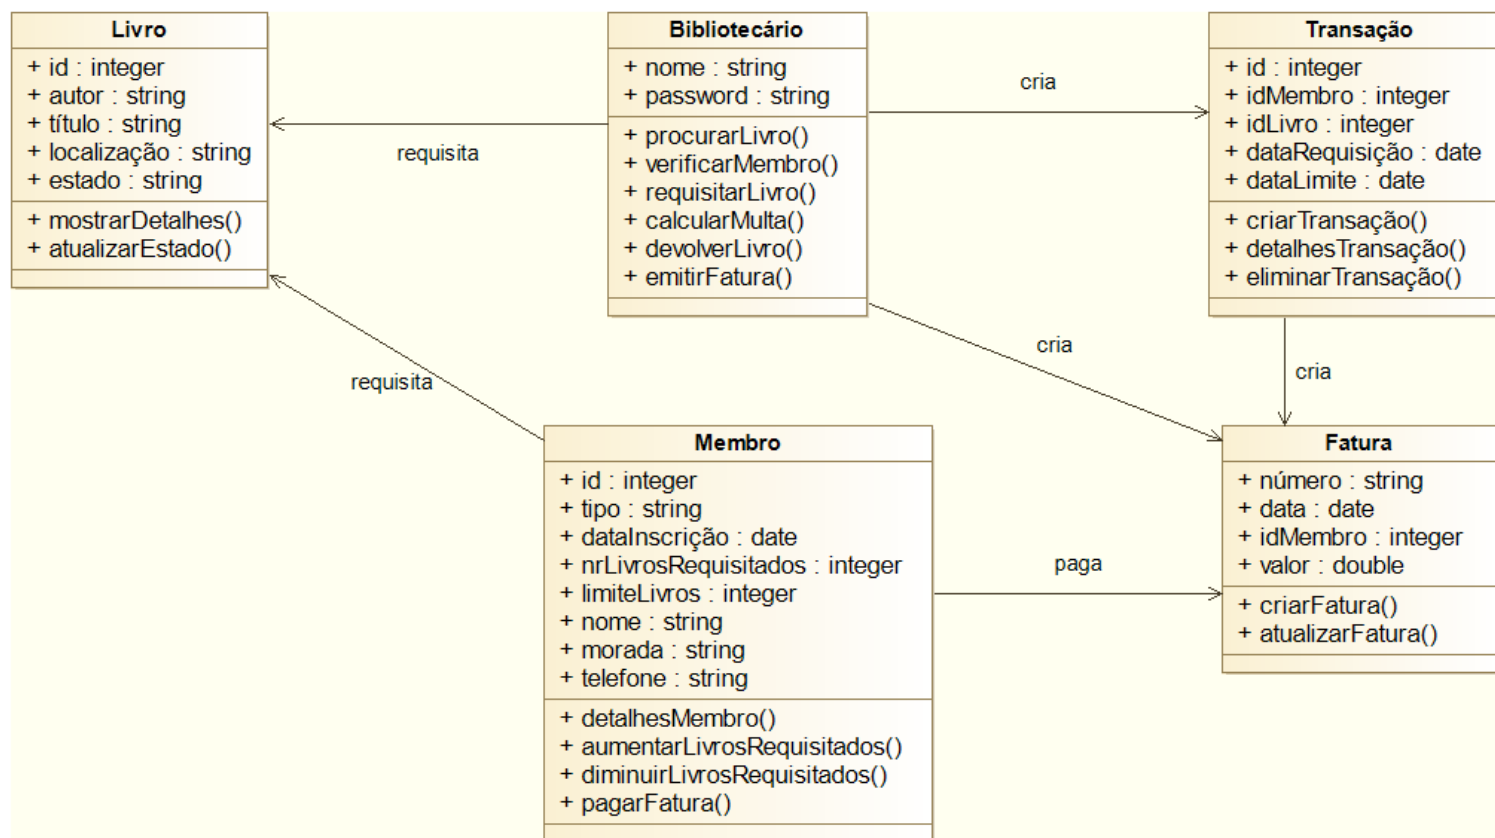 Livro
+ id : integer
+ autor : string
+ título : string
+ localização : string
+ estado : string
+ mostrarDetalhes()
+ atualizarEstado()
requisita
Bibliotecário
+ nome : string
+ password : string
+ procurarLivro()
+ verificarMembro()
+ requisitarLivro()
+ calcularMulta()
+ devolverLivro()
+ emitirFatura()
cria
Transação
+ id : integer
+ idMembro : integer
+ idLivro : integer
+ dataRequisição : date
+ dataLimite : date
+ criarTransação()
+ detalhesTransação()
+ eliminarTransação()
cria
cria
requisita
Membro
+ id : integer
+ tipo : string
+ dataInscrição : date
+ nrLivrosRequisitados : integer
+ limiteLivros : integer
+ nome : string
+ morada : string
+ telefone : string
+ detalhesMembro()
+ aumentarLivrosRequisitados()
+ diminuirLivrosRequisitados()
+ pagarFatura()
paga
Fatura
+ número : string
+ data : date
+ idMembro : integer
+ valor : double
+ criarFatura()
+ atualizarFatura()